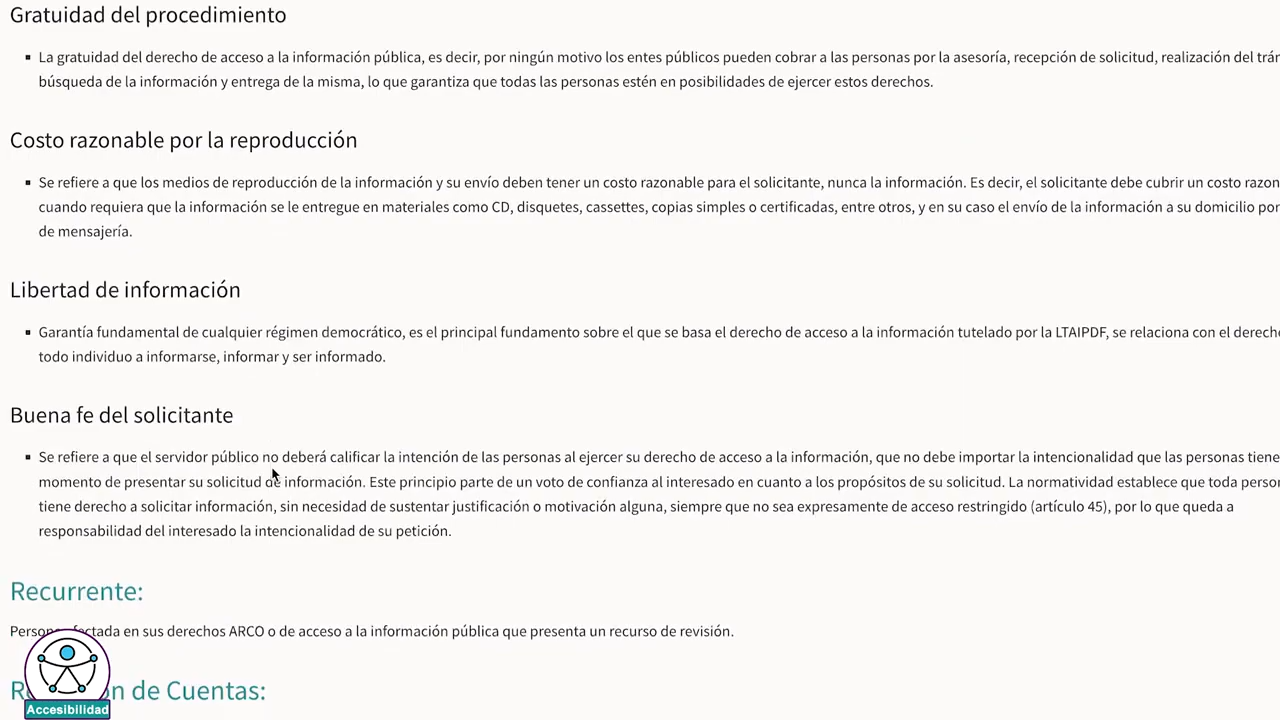 Gratuidad del procedimiento
▪ La gratuidad del derecho de acceso a la información pública, es decir, por ningún motivo los entes públicos pueden cobrar a las personas por la asesoría, recepción de solicitud, realización del
búsqueda de la información y entrega de la misma, lo que garantiza que todas las personas estén en posibilidades de ejercer estos derechos.
Costo razonable por la reproducción
▪ Se refiere a que los medios de reproducción de la información y su envío deben tener un costo razonable para el solicitante, nunca la información. Es decir, el solicitante debe cubrir un costo
cuando requiera que la información se le entregue en materiales como CD, disquetes, cassettes, copias simples o certificadas, entre otros, y en su caso el envío de la información a su domicilio
de mensajería.
Libertad de información
▪ Garantía fundamental de cualquier régimen democrático, es el principal fundamento sobre el que se basa el derecho de acceso a la información tutelado por la LTAIPDF, se relaciona con el
todo individuo a informarse, informar y ser informado.
Buena fe del solicitante
▪ Se refiere a que el servidor público no deberá calificar la intención de las personas al ejercer su derecho de acceso a la información, que no debe importar la intencionalidad que las personas
momento de presentar su solicitud de información. Este principio parte de un voto de confianza al interesado en cuanto a los propósitos de su solicitud. La normatividad establece que toda
tiene derecho a solicitar información, sin necesidad de sustentar justificación o motivación alguna, siempre que no sea expresamente de acceso restringido (artículo 45), por lo que queda a
responsabilidad del interesado la intencionalidad de su petición.
Recurrente:
en sus derechos ARCO o de acceso a la información pública que presenta un recurso de revisión.
de Cuentas:
Accesibilidad